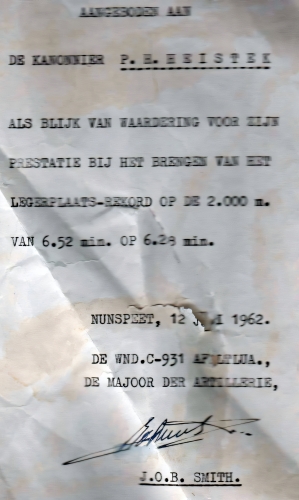 AANGEBODEN AAN
DE KANONNIER P. H. HEISTEK
ALS BLIJK VAN WAARDERING VOOR ZIJN
PRESTATIE BIJ HET BRENGEN VAN HET
LEGERPLAATS-REKORD OP DE 2.000 m.
VAN 6.52 min. OP 6.28 min.
NUNSPEET, 12 1962.
DE WND.C-931
DE MAJOOR DER ARTILLERIE,
J.O.B. SMITH.